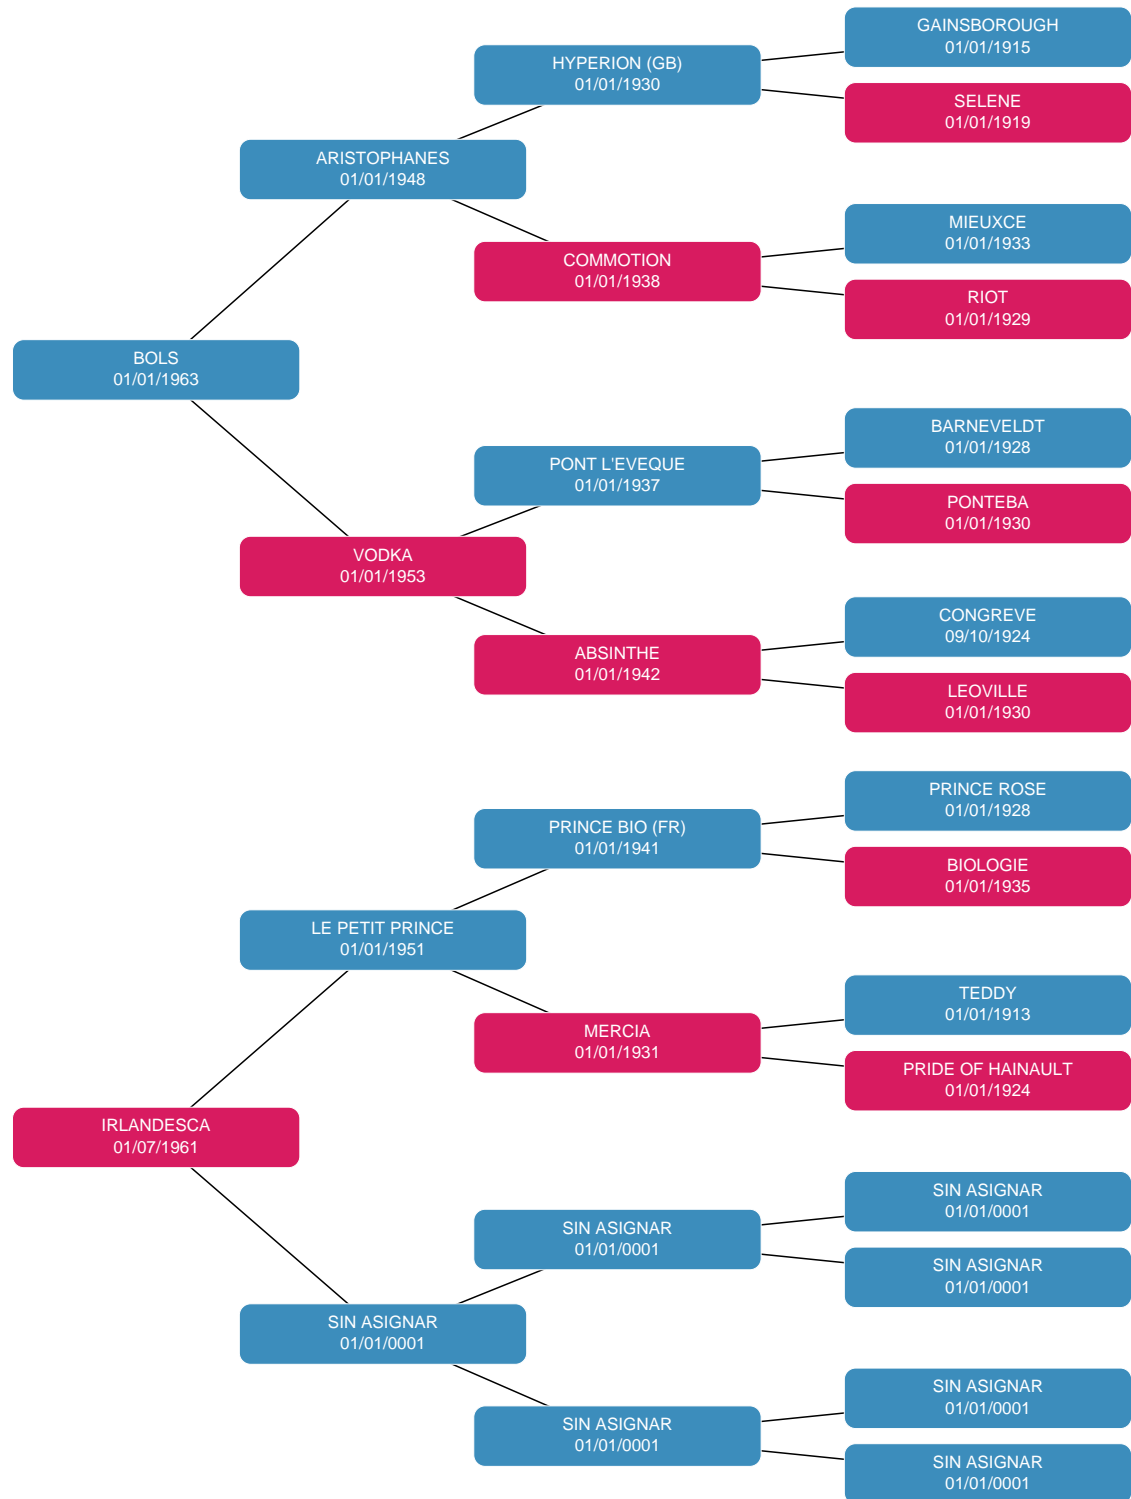 GAINSBOROUGH
01/01/1915
HYPERION (GB)
01/01/1930
SELENE
01/01/1919
ARISTOPHANES
01/01/1948
MIEUXCE
01/01/1933
COMMOTION
01/01/1938
RIOT
01/01/1929
BOLS
01/01/1963
BARNEVELDT
01/01/1928
PONT L'EVEQUE
01/01/1937
PONTEBA
01/01/1930
VODKA
01/01/1953
CONGREVE
09/10/1924
ABSINTHE
01/01/1942
LEOVILLE
01/01/1930
PRINCE ROSE
01/01/1928
PRINCE BIO (FR)
01/01/1941
BIOLOGIE
01/01/1935
LE PETIT PRINCE
01/01/1951
TEDDY
01/01/1913
MERCIA
01/01/1931
PRIDE OF HAINAULT
01/01/1924
IRLANDESCA
01/07/1961
SIN ASIGNAR
01/01/0001
SIN ASIGNAR
01/01/0001
SIN ASIGNAR
01/01/0001
SIN ASIGNAR
01/01/0001
SIN ASIGNAR
01/01/0001
SIN ASIGNAR
01/01/0001
SIN ASIGNAR
01/01/0001